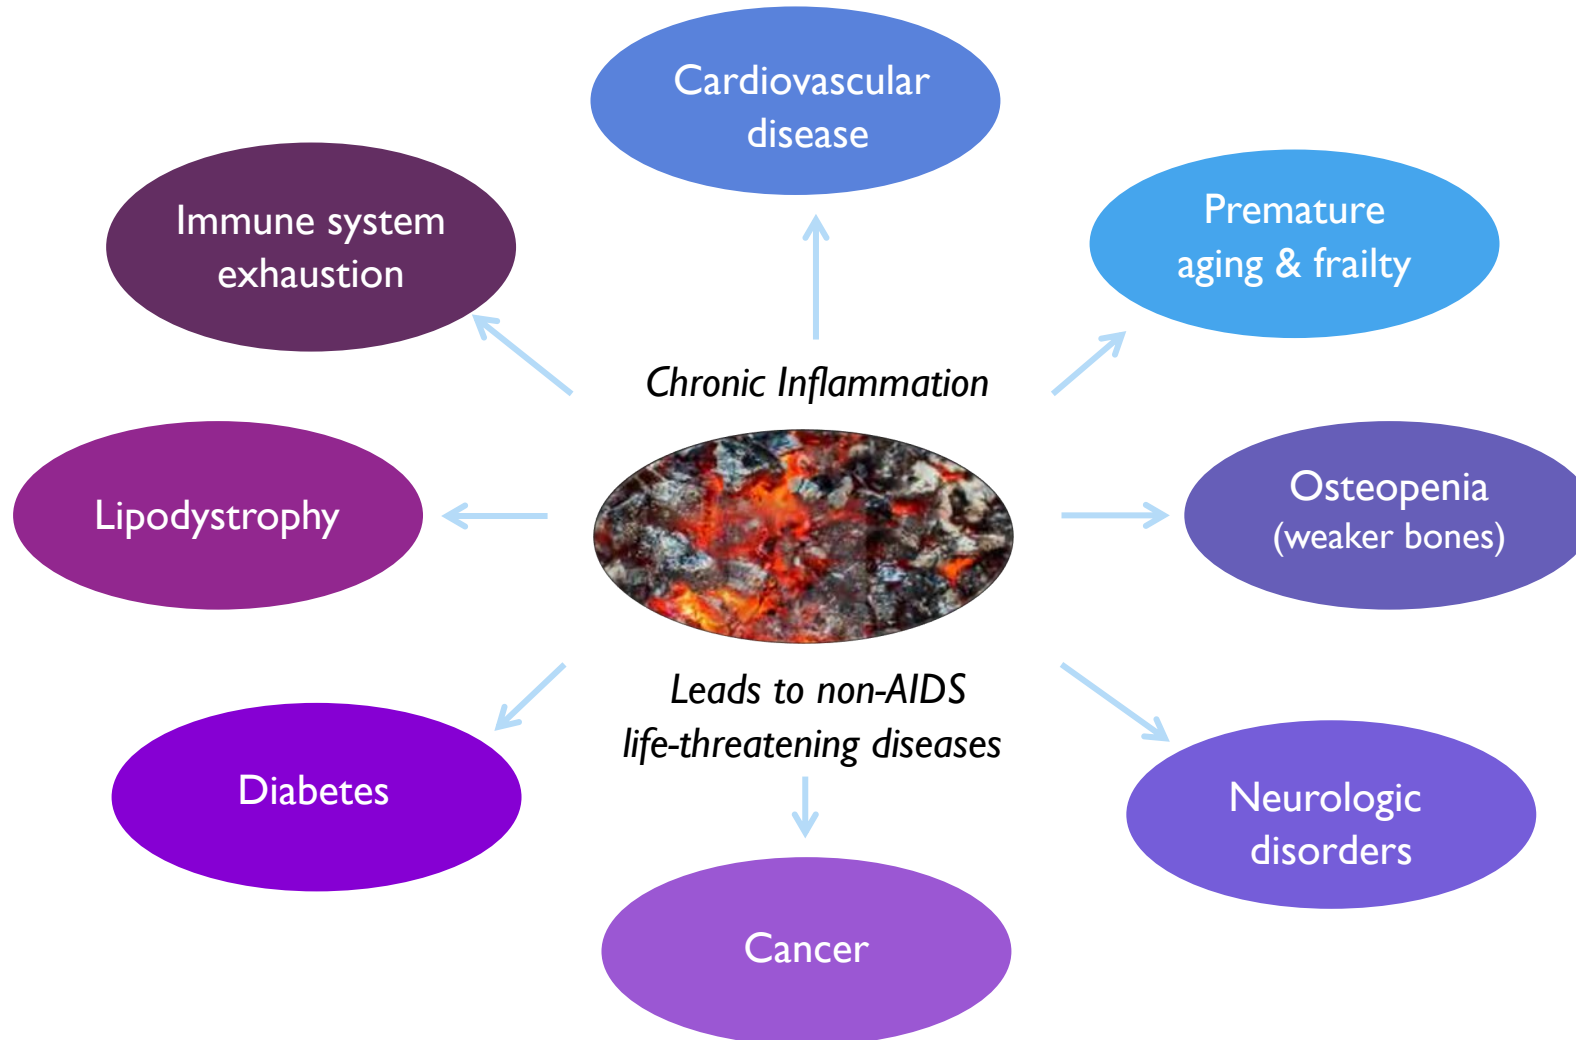 Cardiovascular
disease
Immune system
exhaustion
Premature
aging & frailty
Chronic Inflammation
Lipodystrophy
Osteopenia
(weaker bones)
Leads to non-AIDS
life-threatening diseases
Diabetes
Neurologic
disorders
Cancer